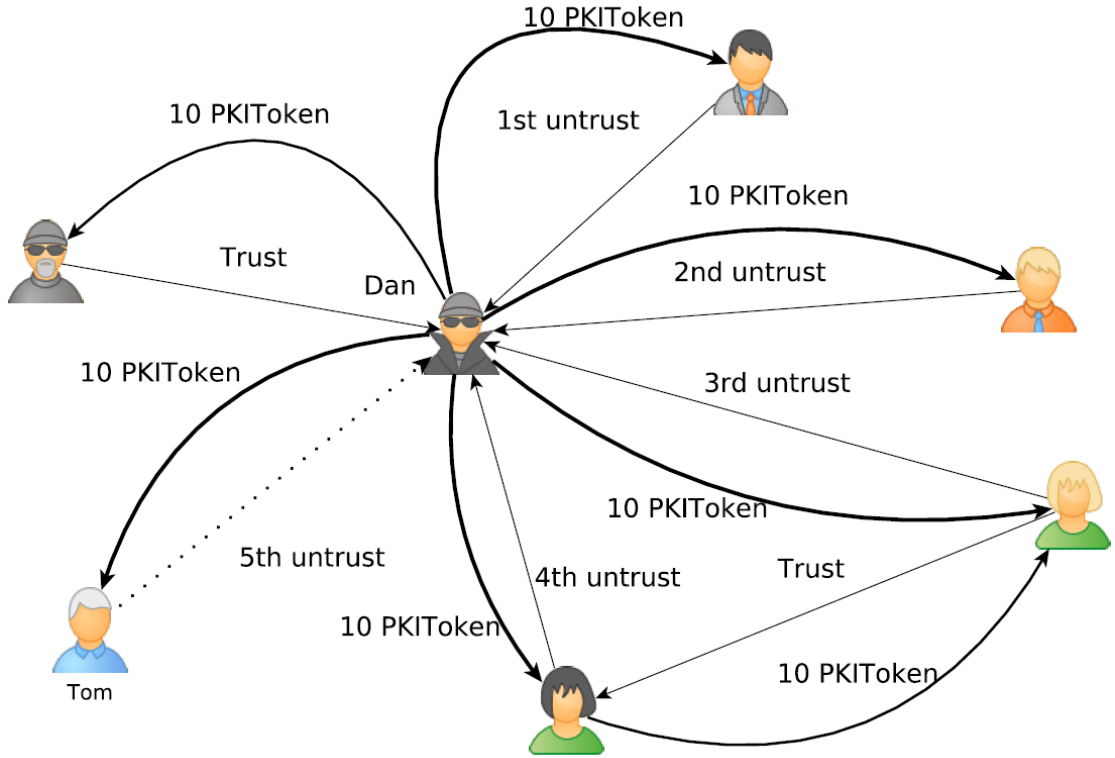 10 PKIToken
10 PKIToken
1st untrust
10 PKIToken
Trust
2nd untrust
Dan
10 PKIToken
3rd untrust
10 PKIToken
5th untrust
4th untrust
Trust
10 PKIToken
10 PKIToken
Tom